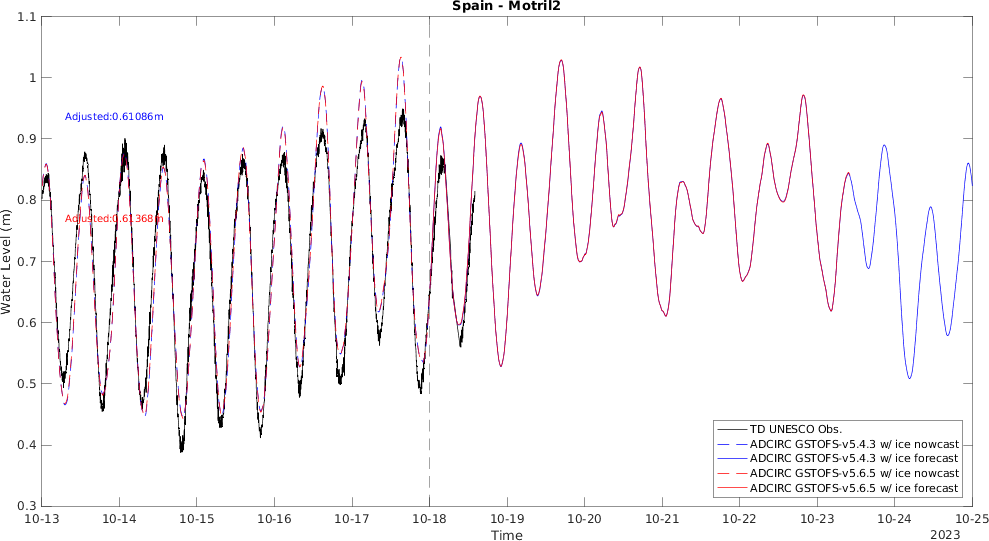 Spain - Motril2
1.1
1
0.9
0.8
0.7
0.6
0.5
0.4
0.3
Water Level (m)
Adjusted:0.61086m
Adjusted:0.61368m
TD UNESCO Obs.
ADCIRC GSTOFS-v5.4.3 w/ ice nowcast
ADCIRC GSTOFS-v5.4.3 w/ ice forecast
ADCIRC GSTOFS-v5.6.5 w/ ice nowcast
ADCIRC GSTOFS-v5.6.5 w/ ice forecast
10-13 10-14 10-15 10-16 10-17 10-18 10-19 10-20 10-21 10-22 10-23 10-24 10-25
Time
2023